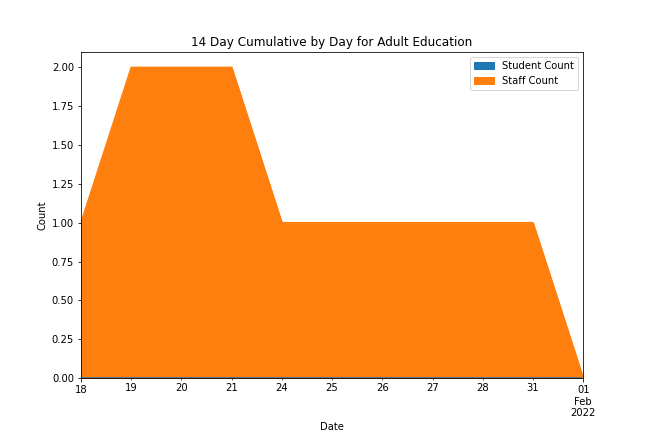 14 Day Cumulative by Day for Adult Education
Student Count
Staff Count
2.00
1.75
1.50
1.25
1.00
0.75
0.50
0.25
0.00
Count
18 19 20 21 24 25 26 27 28 31 01
Feb
2022
Date